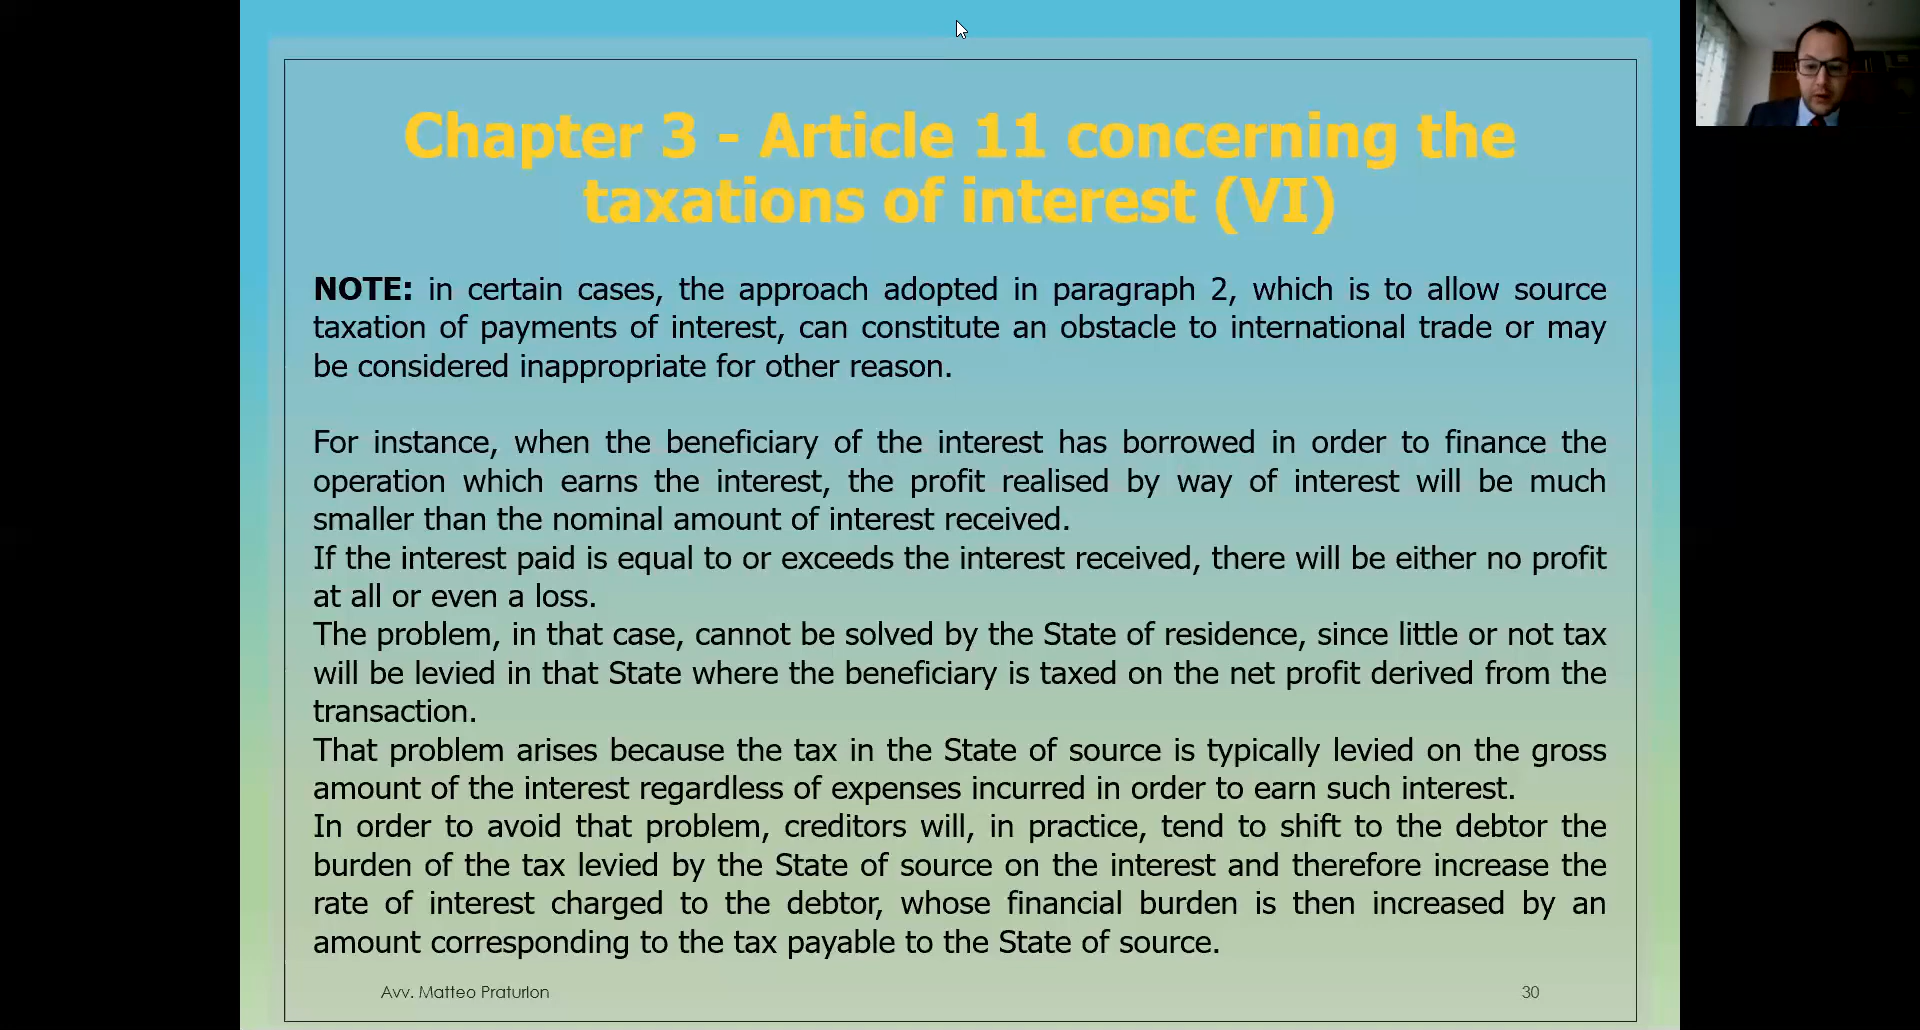 Chapter 3 - Article 11 concerning the
taxations of interest (VI)
NOTE: in certain cases, the approach adopted in paragraph 2, which is to allow source
taxation of payments of interest, can constitute an obstacle to international trade or may
be considered inappropriate for other reason.
For instance, when the beneficiary of the interest has borrowed in order to finance the
operation which earns the interest, the profit realised by way of interest will be much
smaller than the nominal amount of interest received.
If the interest paid is equal to or exceeds the interest received, there will be either no profit
at all or even a loss.
The problem, in that case, cannot be solved by the State of residence, since little or not tax
will be levied in that State where the beneficiary is taxed on the net profit derived from the
transaction.
That problem arises because the tax in the State of source is typically levied on the gross
amount of the interest regardless of expenses incurred in order to earn such interest.
In order to avoid that problem, creditors will, in practice, tend to shift to the debtor the
burden of the tax levied by the State of source on the interest and therefore increase the
rate of interest charged to the debtor, whose financial burden is then increased by an
amount corresponding to the tax payable to the State of source.
Avv. Matteo Praturlon
30